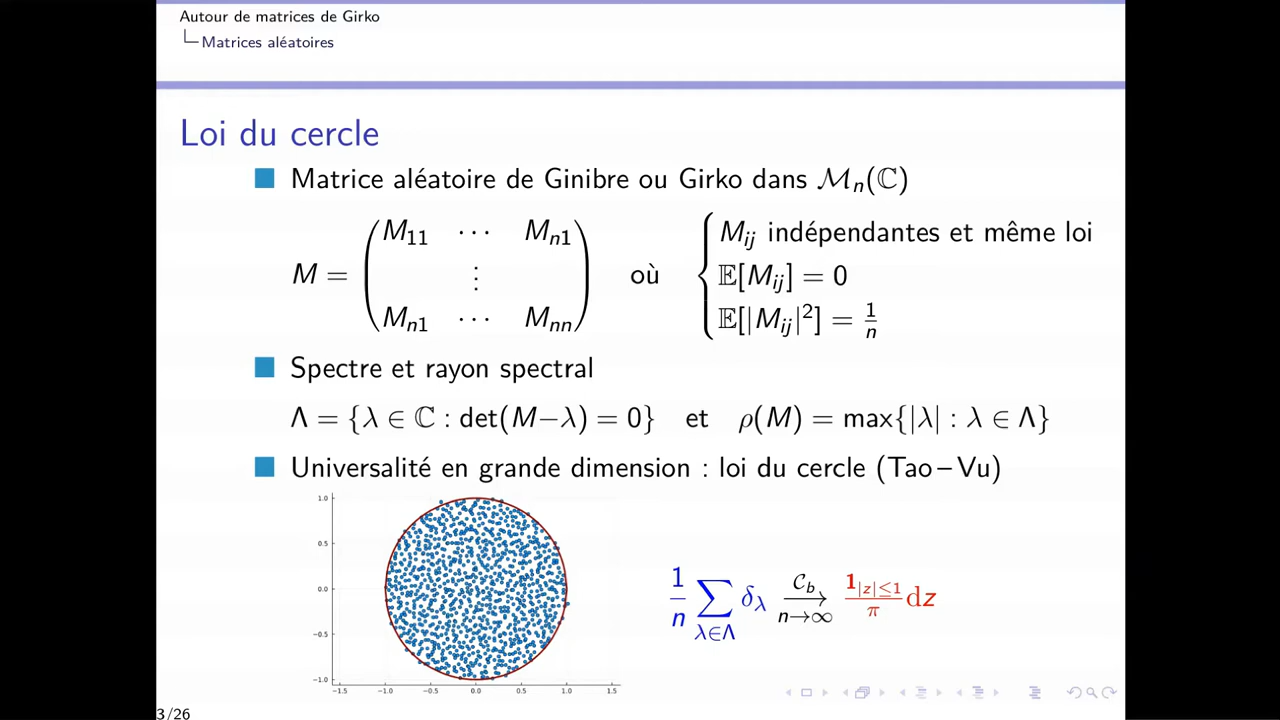 Autour de matrices de Girko
Matrices aléatoires
Loi du cercle
Matrice aléatoire de Ginibre ou Girko dans ℳₙ(ℂ)
M = ( M₁₁ ⋯ Mₙ₁ ⋮ Mₙ₁ ⋯ Mₙₙ ) où { Mᵢⱼ indépendantes et même loi
𝔼[Mᵢⱼ] = 0
𝔼[|Mᵢⱼ|²] = 1/n
Spectre et rayon spectral
Λ = {λ ∈ ℂ : det(M−λ) = 0} et ρ(M) = max{|λ| : λ ∈ Λ}
Universalité en grande dimension : loi du cercle (Tao – Vu)
1.0
0.5
0.0
−0.5
−1.0
−1.5 −1.0 −0.5 0.0 0.5 1.0 1.5
1/n ∑_{λ∈Λ} δ_λ →^{𝒞_b}_{n→∞} 𝟏_{|z|≤1}/π dz
3/26